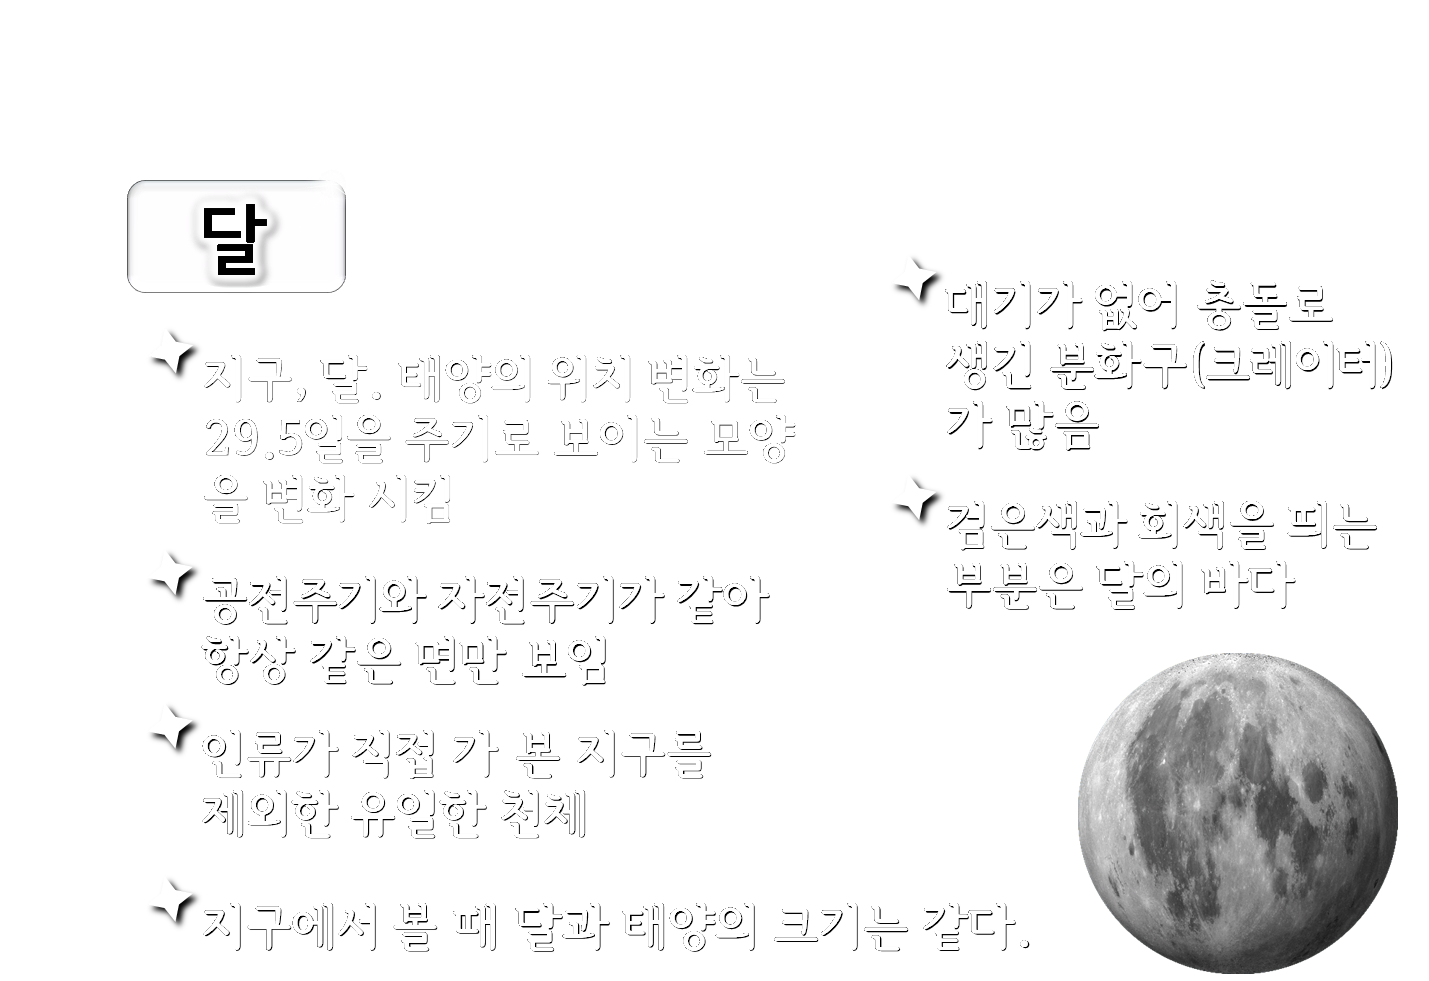 달
지구, 달. 태양의 위치 변화는
29.5일을 주기로 보이는 모양
을 변화 시킴
공전주기와 자전주기가 같아
항상 같은 면만 보임
인류가 직접 가 본 지구를
제외한 유일한 천체
지구에서 볼 때 달과 태양의 크기는 같다.
대기가 없어 충돌로
생긴 분화구(크레이터)
가 많음
검은색과 회색을 띄는
부분은 달의 바다